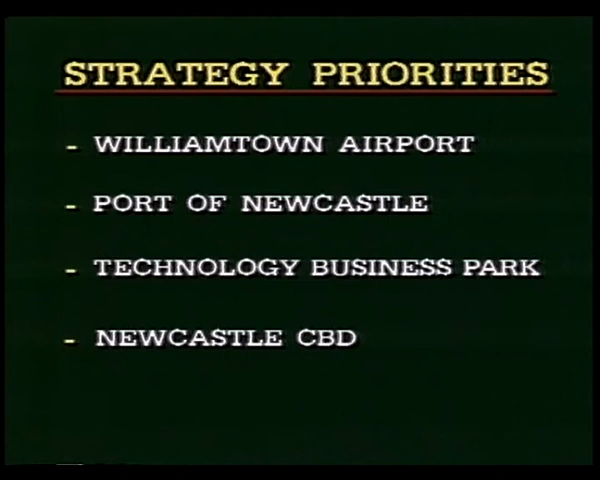 STRATEGY PRIORITIES
- WILLIAMTOWN AIRPORT
- PORT OF NEWCASTLE
- TECHNOLOGY BUSINESS PARK
- NEWCASTLE CBD